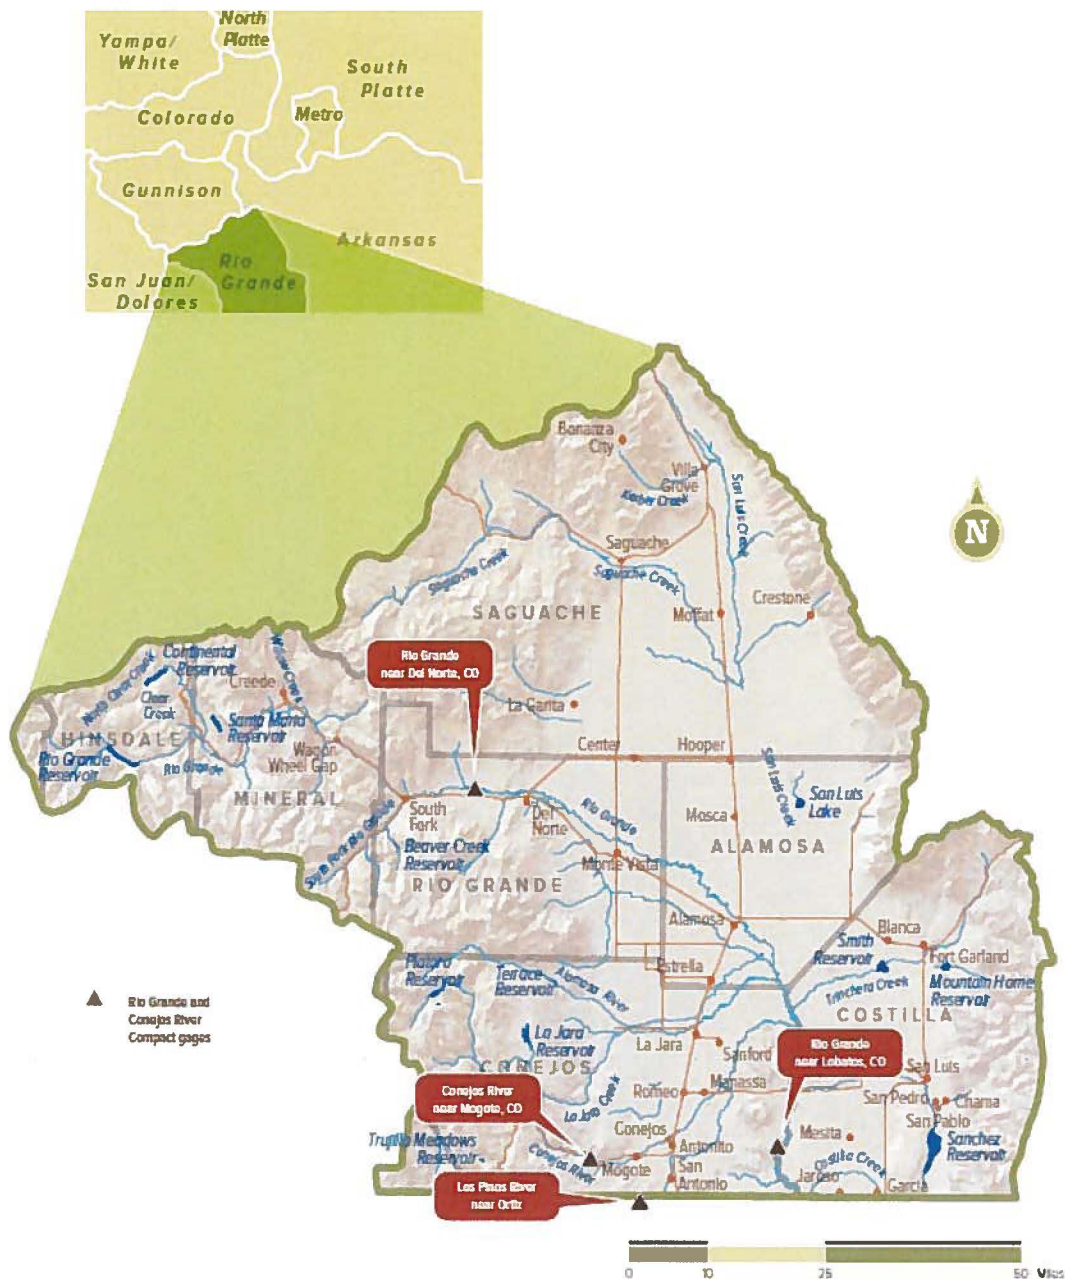 North
Platte
Yampa/
White
South
Platte
Colorado
Metro
Gunnison
Arkansas
Rio
Grande
San Juan/
Dolores
Bonanza
City
Villa
Grove
Kerber Creek
San Luis Creek
N
Saguache
Saguache Creek
Saguache Creek
Crestone
SAGUACHE
Moffat
Rio Grande
near Del Norte, CO
Continental
Reservoir
North Clear Creek
Willow Creek
Creede
Clear
Creek
La Garita
Santa Maria
Reservoir
HINSDALE
Rio Grande
Reservoir
Rio Grande
Wagon
Wheel Gap
Center
Hooper
San Luis Creek
MINERAL
San Luis
Lake
South
Fork
Del
Norte
Rio Grande
Mosca
South Fork Rio Grande
Beaver Creek
Reservoir
ALAMOSA
Monte Vista
RIO GRANDE
Alamosa
Blanca
Smith
Reservoir
Fort Garland
Platoro
Reservoir
Terrace
Reservoir
Alamosa River
Estrella
Trinchera Creek
Mountain Home
Reservoir
Rio Grande and
Conejos River
Compact gages
COSTILLA
La Jara
Reservoir
La Jara
Sanford
Rio Grande
near Lobatos, CO
CONEJOS
San Luis
Conejos River
near Mogote, CO
La Jara Creek
Romeo
Manassa
San Pedro
Chama
San Pablo
Conejos
Antonito
Mesita
Sanchez
Reservoir
Trujillo Meadows
Reservoir
Conejos River
Mogote
San
Antonio
Costilla Creek
Jaroso
Garcia
Los Pinos River
near Ortiz
0 10 25 50 Miles